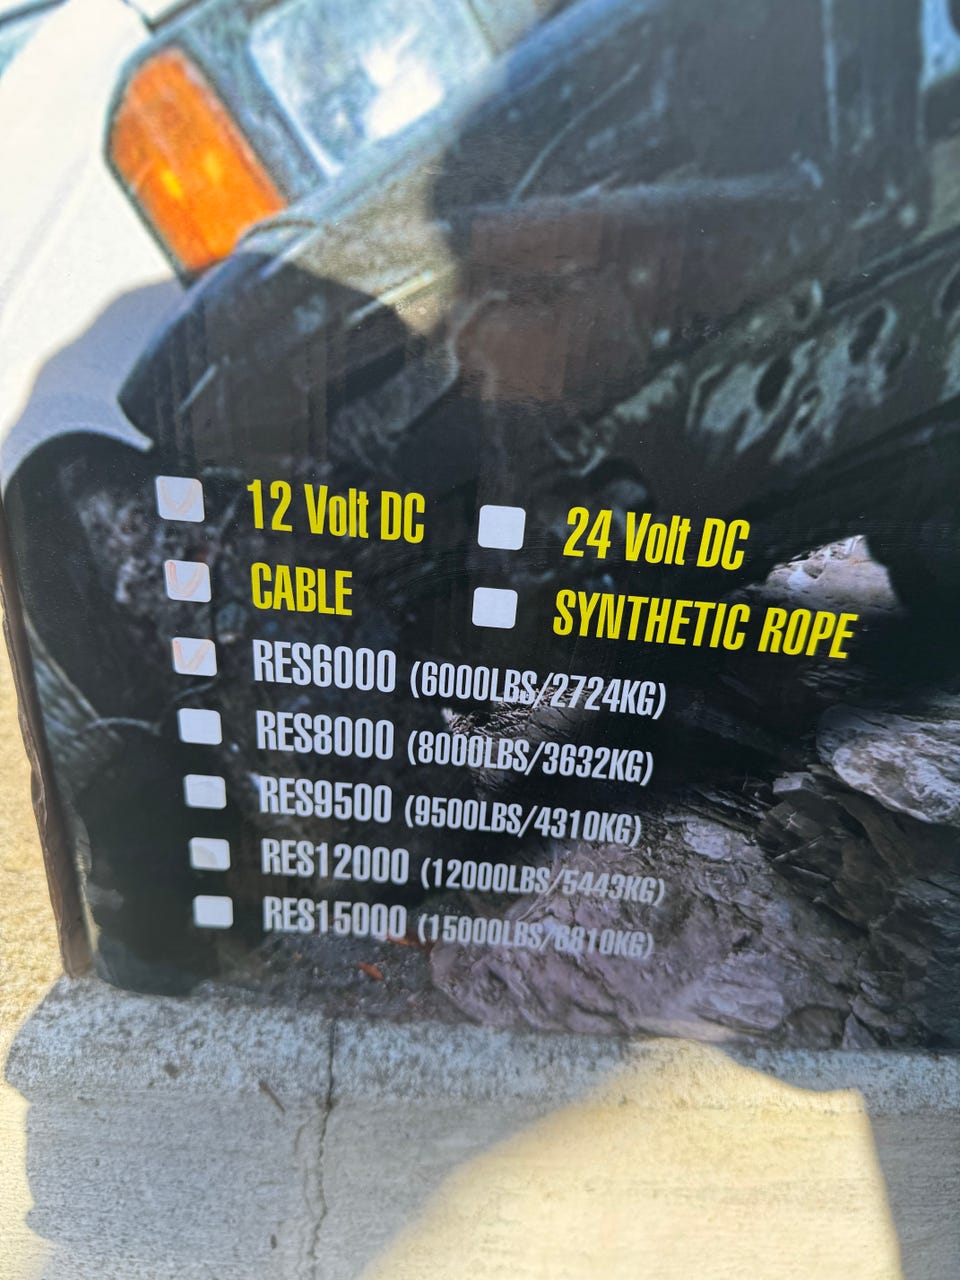 12 Volt DC 24 Volt DC
CABLE SYNTHETIC ROPE
RES6000 (6000LBS/2724KG)
RES8000 (8000LBS/3632KG)
RES9500 (9500LBS/4310KG)
RES12000 (12000LBS/5443KG)
RES15000 (15000LBS/6810KG)